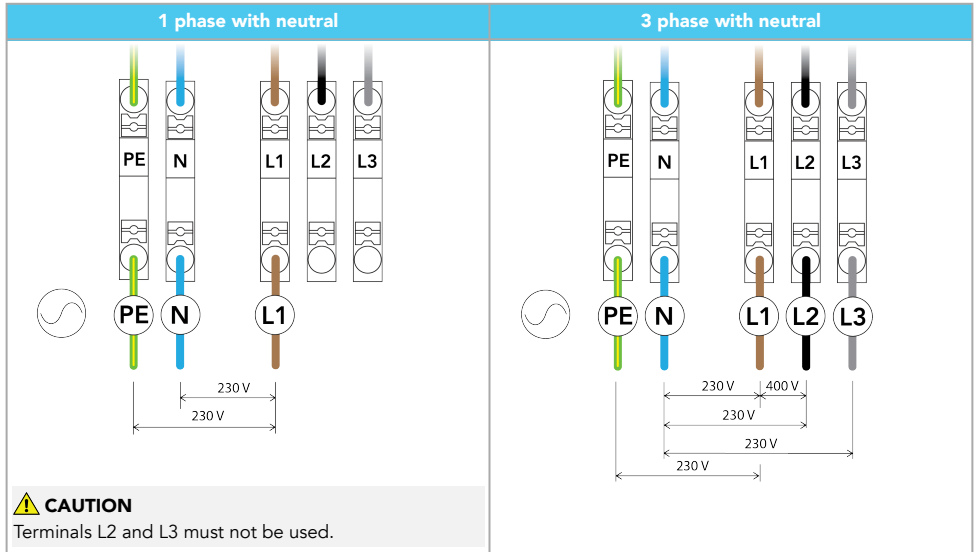 1 phase with neutral
PE N L1 L2 L3
PE N L1
230 V
230 V
CAUTION
Terminals L2 and L3 must not be used.
3 phase with neutral
PE N L1 L2 L3
PE N L1 L2 L3
230 V 400 V
230 V
230 V
230 V